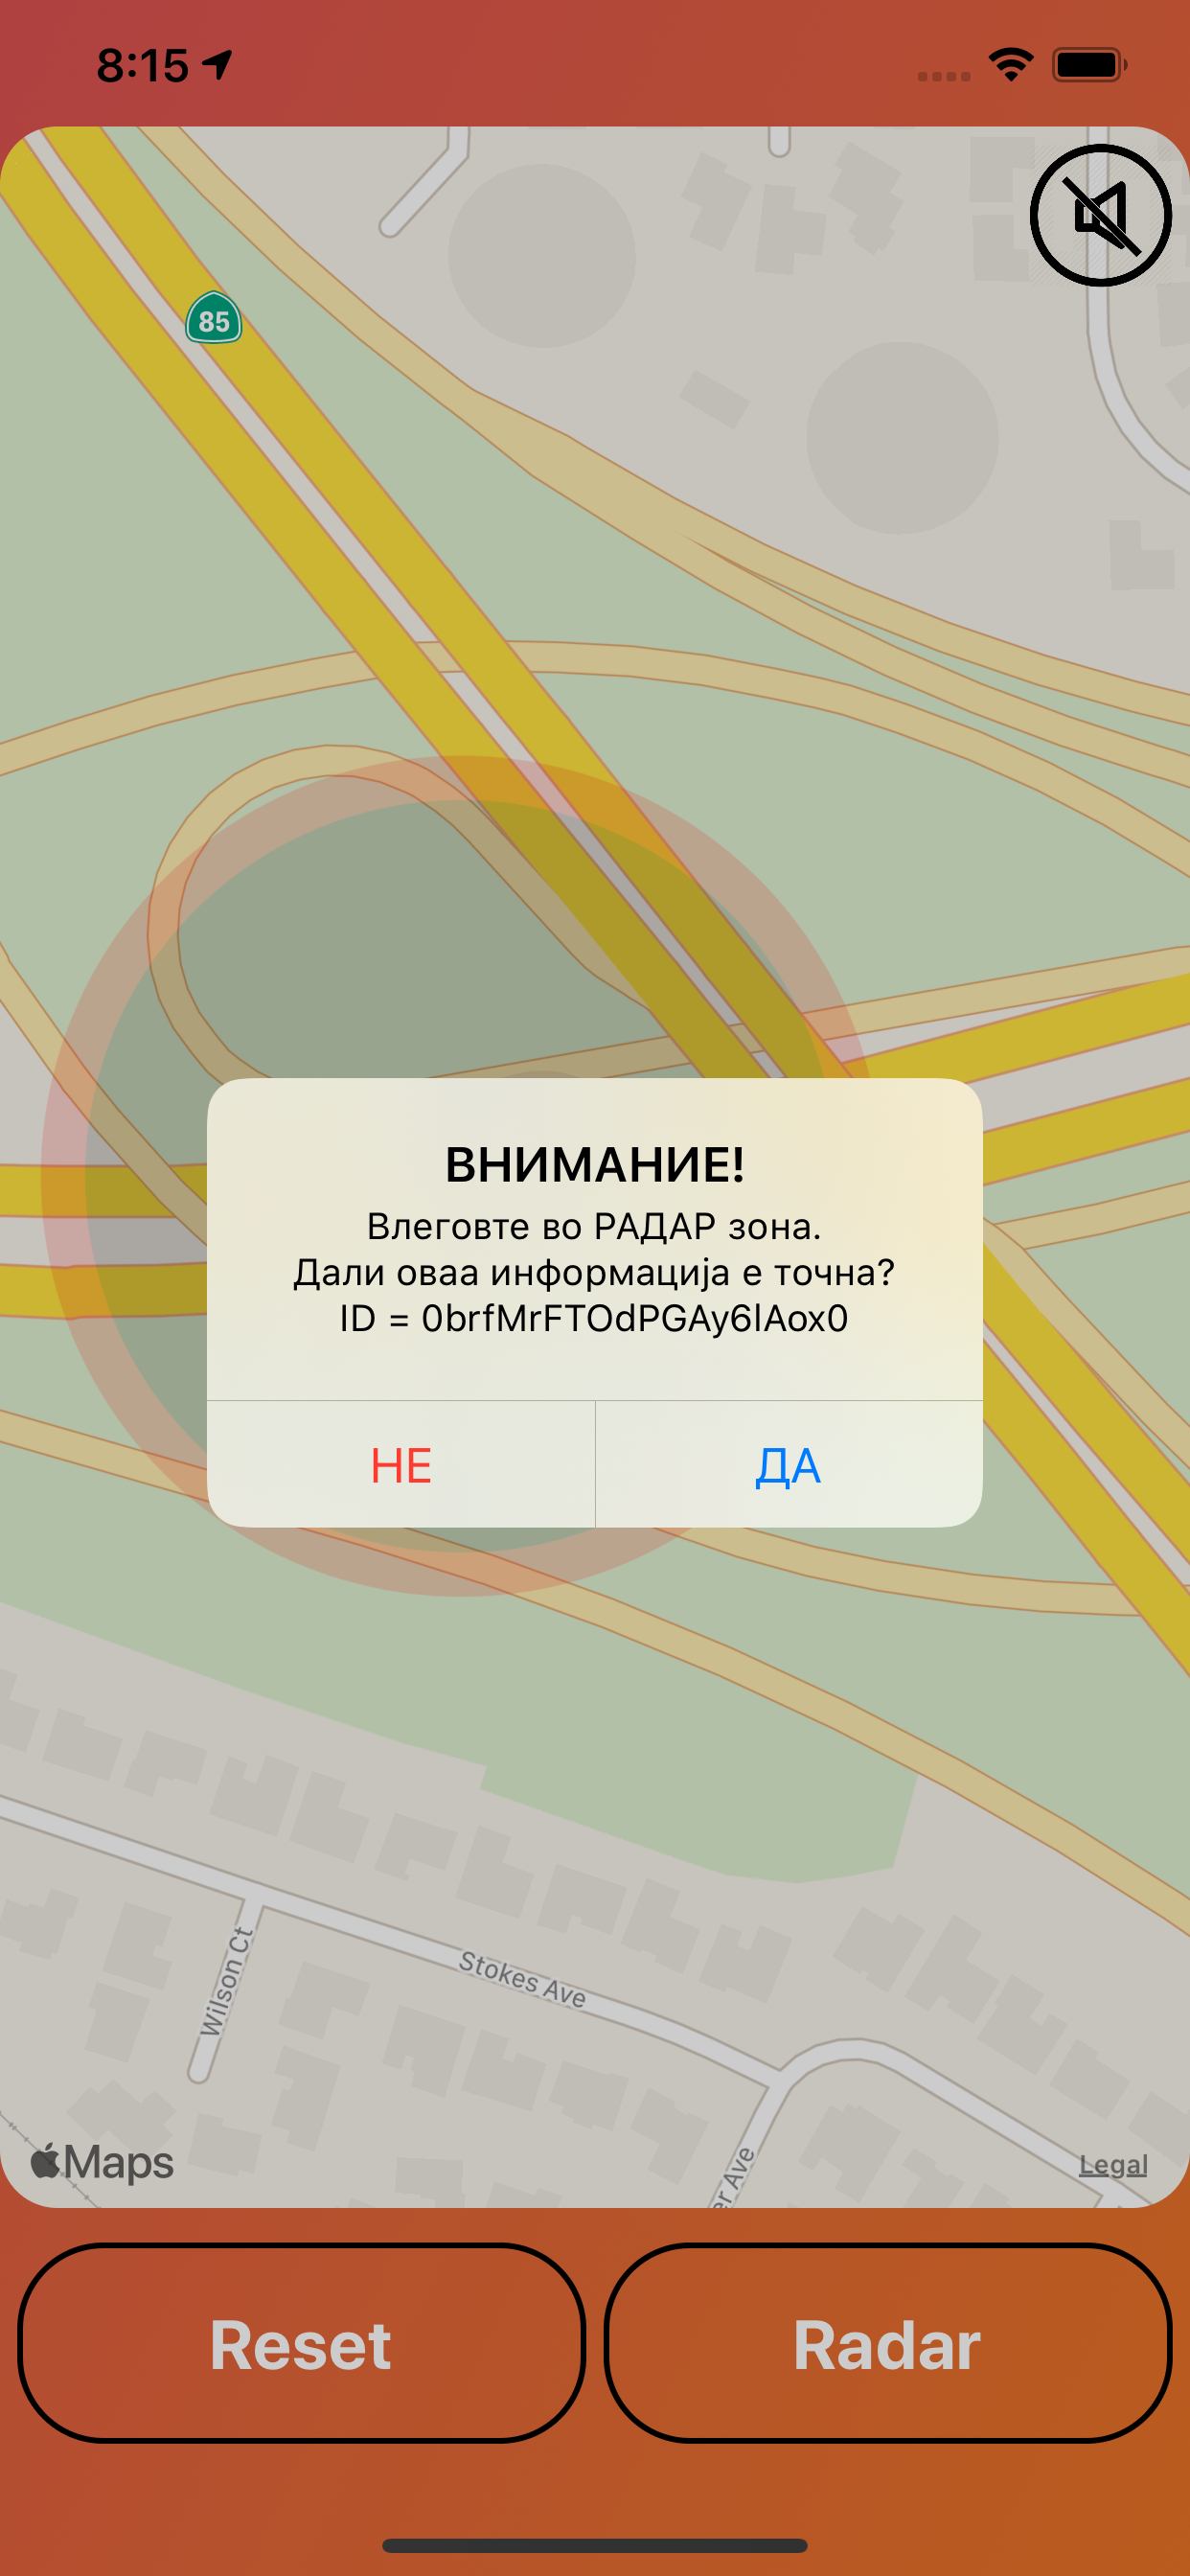 8:15
85
ВНИМАНИЕ!
Влеговте во РАДАР зона.
Дали оваа информација е точна?
ID = 0brfMrFTOdPGAy6lAox0
НЕ
ДА
Wilson Ct
Stokes Ave
er Ave
Maps
Legal
Reset
Radar